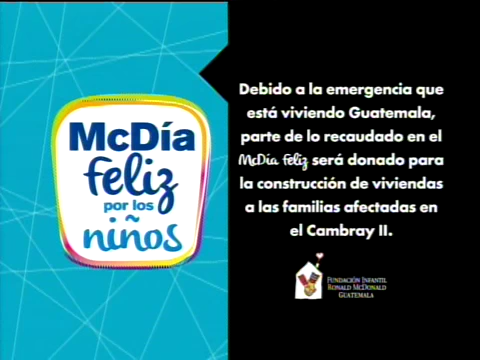 McDía
feliz
por los
niños
Debido a la emergencia que
está viviendo Guatemala,
parte de lo recaudado en el
McDía feliz será donado para
la construcción de viviendas
a las familias afectadas en
el Cambray II.
FUNDACIÓN INFANTIL
RONALD MCDONALD
GUATEMALA